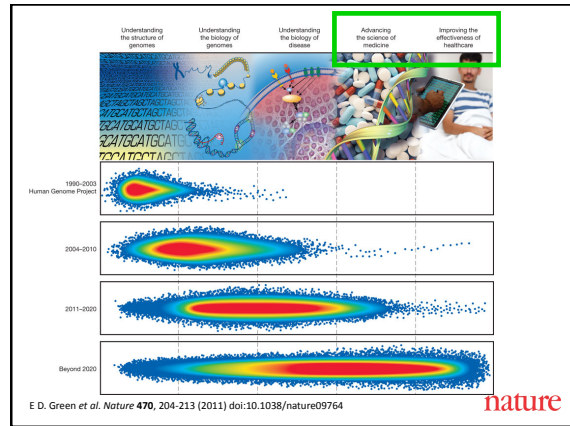 Understanding
the structure of
genomes
Understanding
the biology of
genomes
Understanding
the biology of
disease
Advancing
the science of
medicine
Improving the
effectiveness of
healthcare
1990–2003
Human Genome Project
2004–2010
2011–2020
Beyond 2020
E D. Green et al. Nature 470, 204-213 (2011) doi:10.1038/nature09764
nature